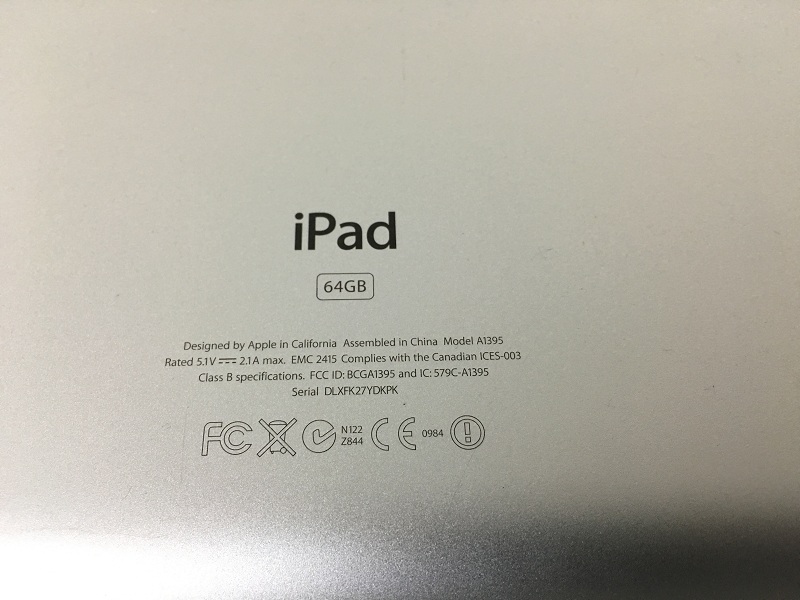 iPad
64GB
Designed by Apple in California Assembled in China Model A1395
Rated 5.1V⎓2.1A max. EMC 2415 Complies with the Canadian ICES-003
Class B specifications. FCC ID: BCGA1395 and IC: 579C-A1395
Serial DLXFK27YDKPK
FC N122 CE 0984
Z844